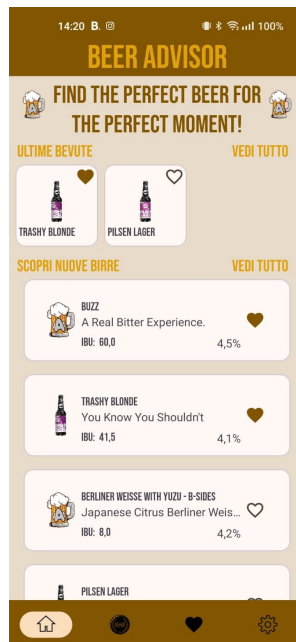 14:20 B.
100%
BEER ADVISOR
FIND THE PERFECT BEER FOR
THE PERFECT MOMENT!
ULTIME BEVUTE VEDI TUTTO
TRASHY BLONDE PILSEN LAGER
SCOPRI NUOVE BIRRE VEDI TUTTO
BUZZ
A Real Bitter Experience.
IBU: 60,0 4,5%
TRASHY BLONDE
You Know You Shouldn't
IBU: 41,5 4,1%
BERLINER WEISSE WITH YUZU - B-SIDES
Japanese Citrus Berliner Weis...
IBU: 8,0 4,2%
PILSEN LAGER